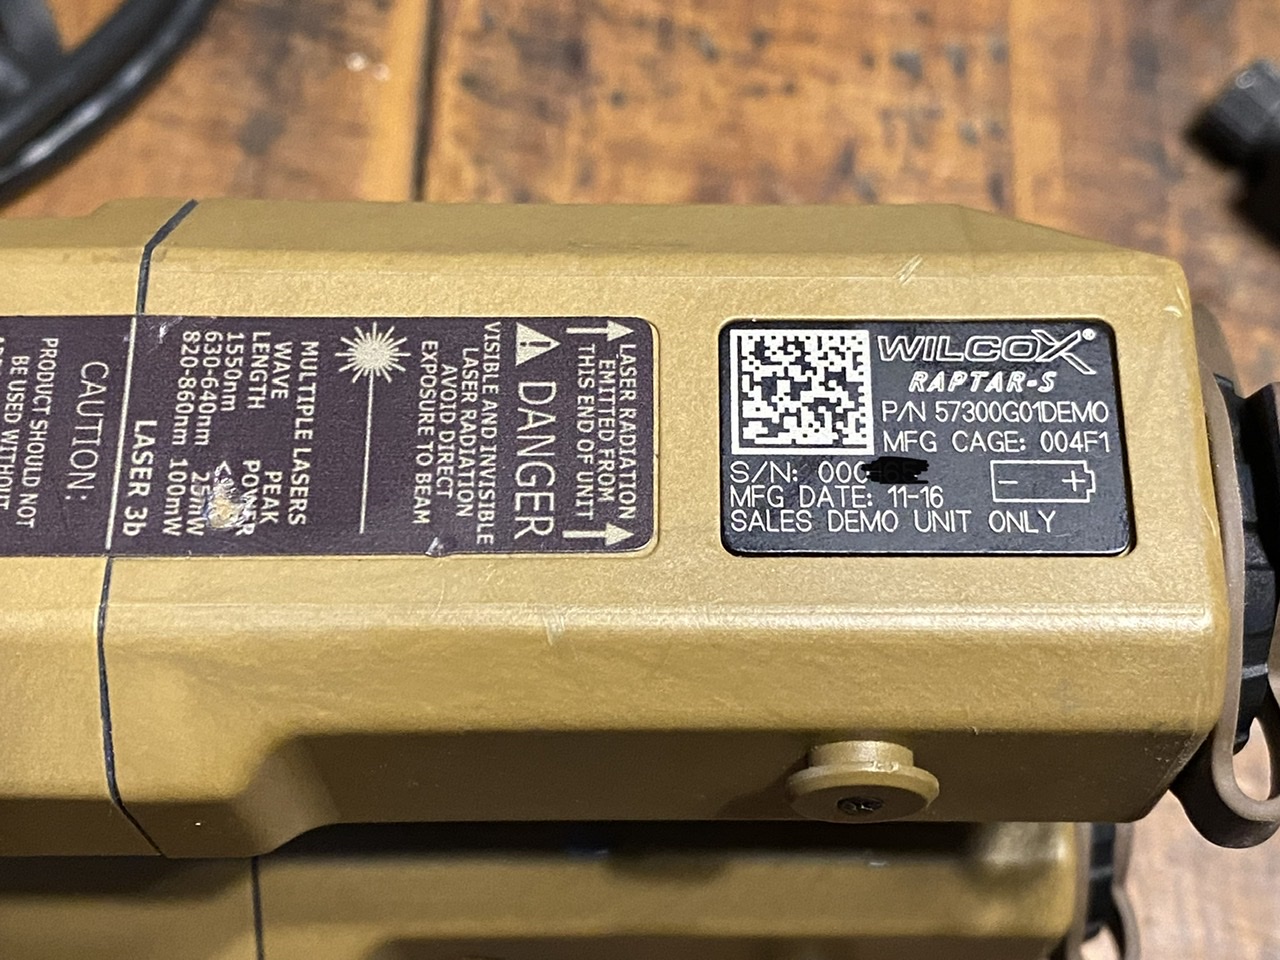 WILCOX®
RAPTAR-S
P/N 57300G01DEMO
MFG CAGE: 004F1
S/N: 000
MFG DATE: 11-16
SALES DEMO UNIT ONLY
LASER RADIATION
EMITTED FROM
THIS END OF UNIT
DANGER
VISIBLE AND INVISIBLE
LASER RADIATION
AVOID DIRECT
EXPOSURE TO BEAM
MULTIPLE LASERS
WAVE PEAK
LENGTH POWER
1550nm
630-640nm 25mW
820-860nm 100mW
LASER 3b
CAUTION:
PRODUCT SHOULD NOT
BE USED WITHOUT